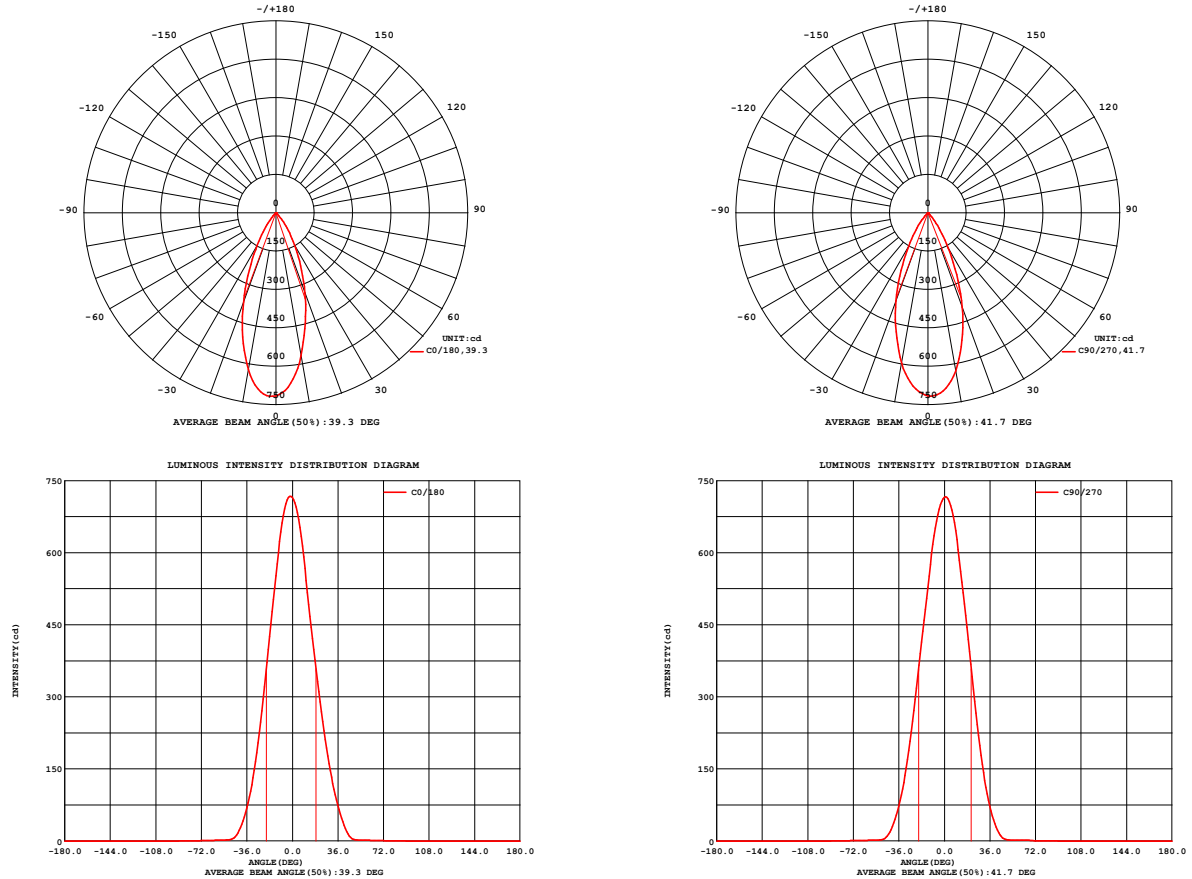 -/+180
-150 150
-120 120
-90 90
-60 60
-30 30
0
0
150
300
450
600
750
UNIT:cd
C0/180,39.3
AVERAGE BEAM ANGLE(50%):39.3 DEG
-/+180
-150 150
-120 120
-90 90
-60 60
-30 30
0
0
150
300
450
600
750
UNIT:cd
C90/270,41.7
AVERAGE BEAM ANGLE(50%):41.7 DEG
LUMINOUS INTENSITY DISTRIBUTION DIAGRAM
C0/180
INTENSITY(cd)
750
600
450
300
150
0
-180.0 -144.0 -108.0 -72.0 -36.0 0.0 36.0 72.0 108.0 144.0 180.0
ANGLE(DEG)
AVERAGE BEAM ANGLE(50%):39.3 DEG
LUMINOUS INTENSITY DISTRIBUTION DIAGRAM
C90/270
INTENSITY(cd)
750
600
450
300
150
0
-180.0 -144.0 -108.0 -72.0 -36.0 0.0 36.0 72.0 108.0 144.0 180.0
ANGLE(DEG)
AVERAGE BEAM ANGLE(50%):41.7 DEG